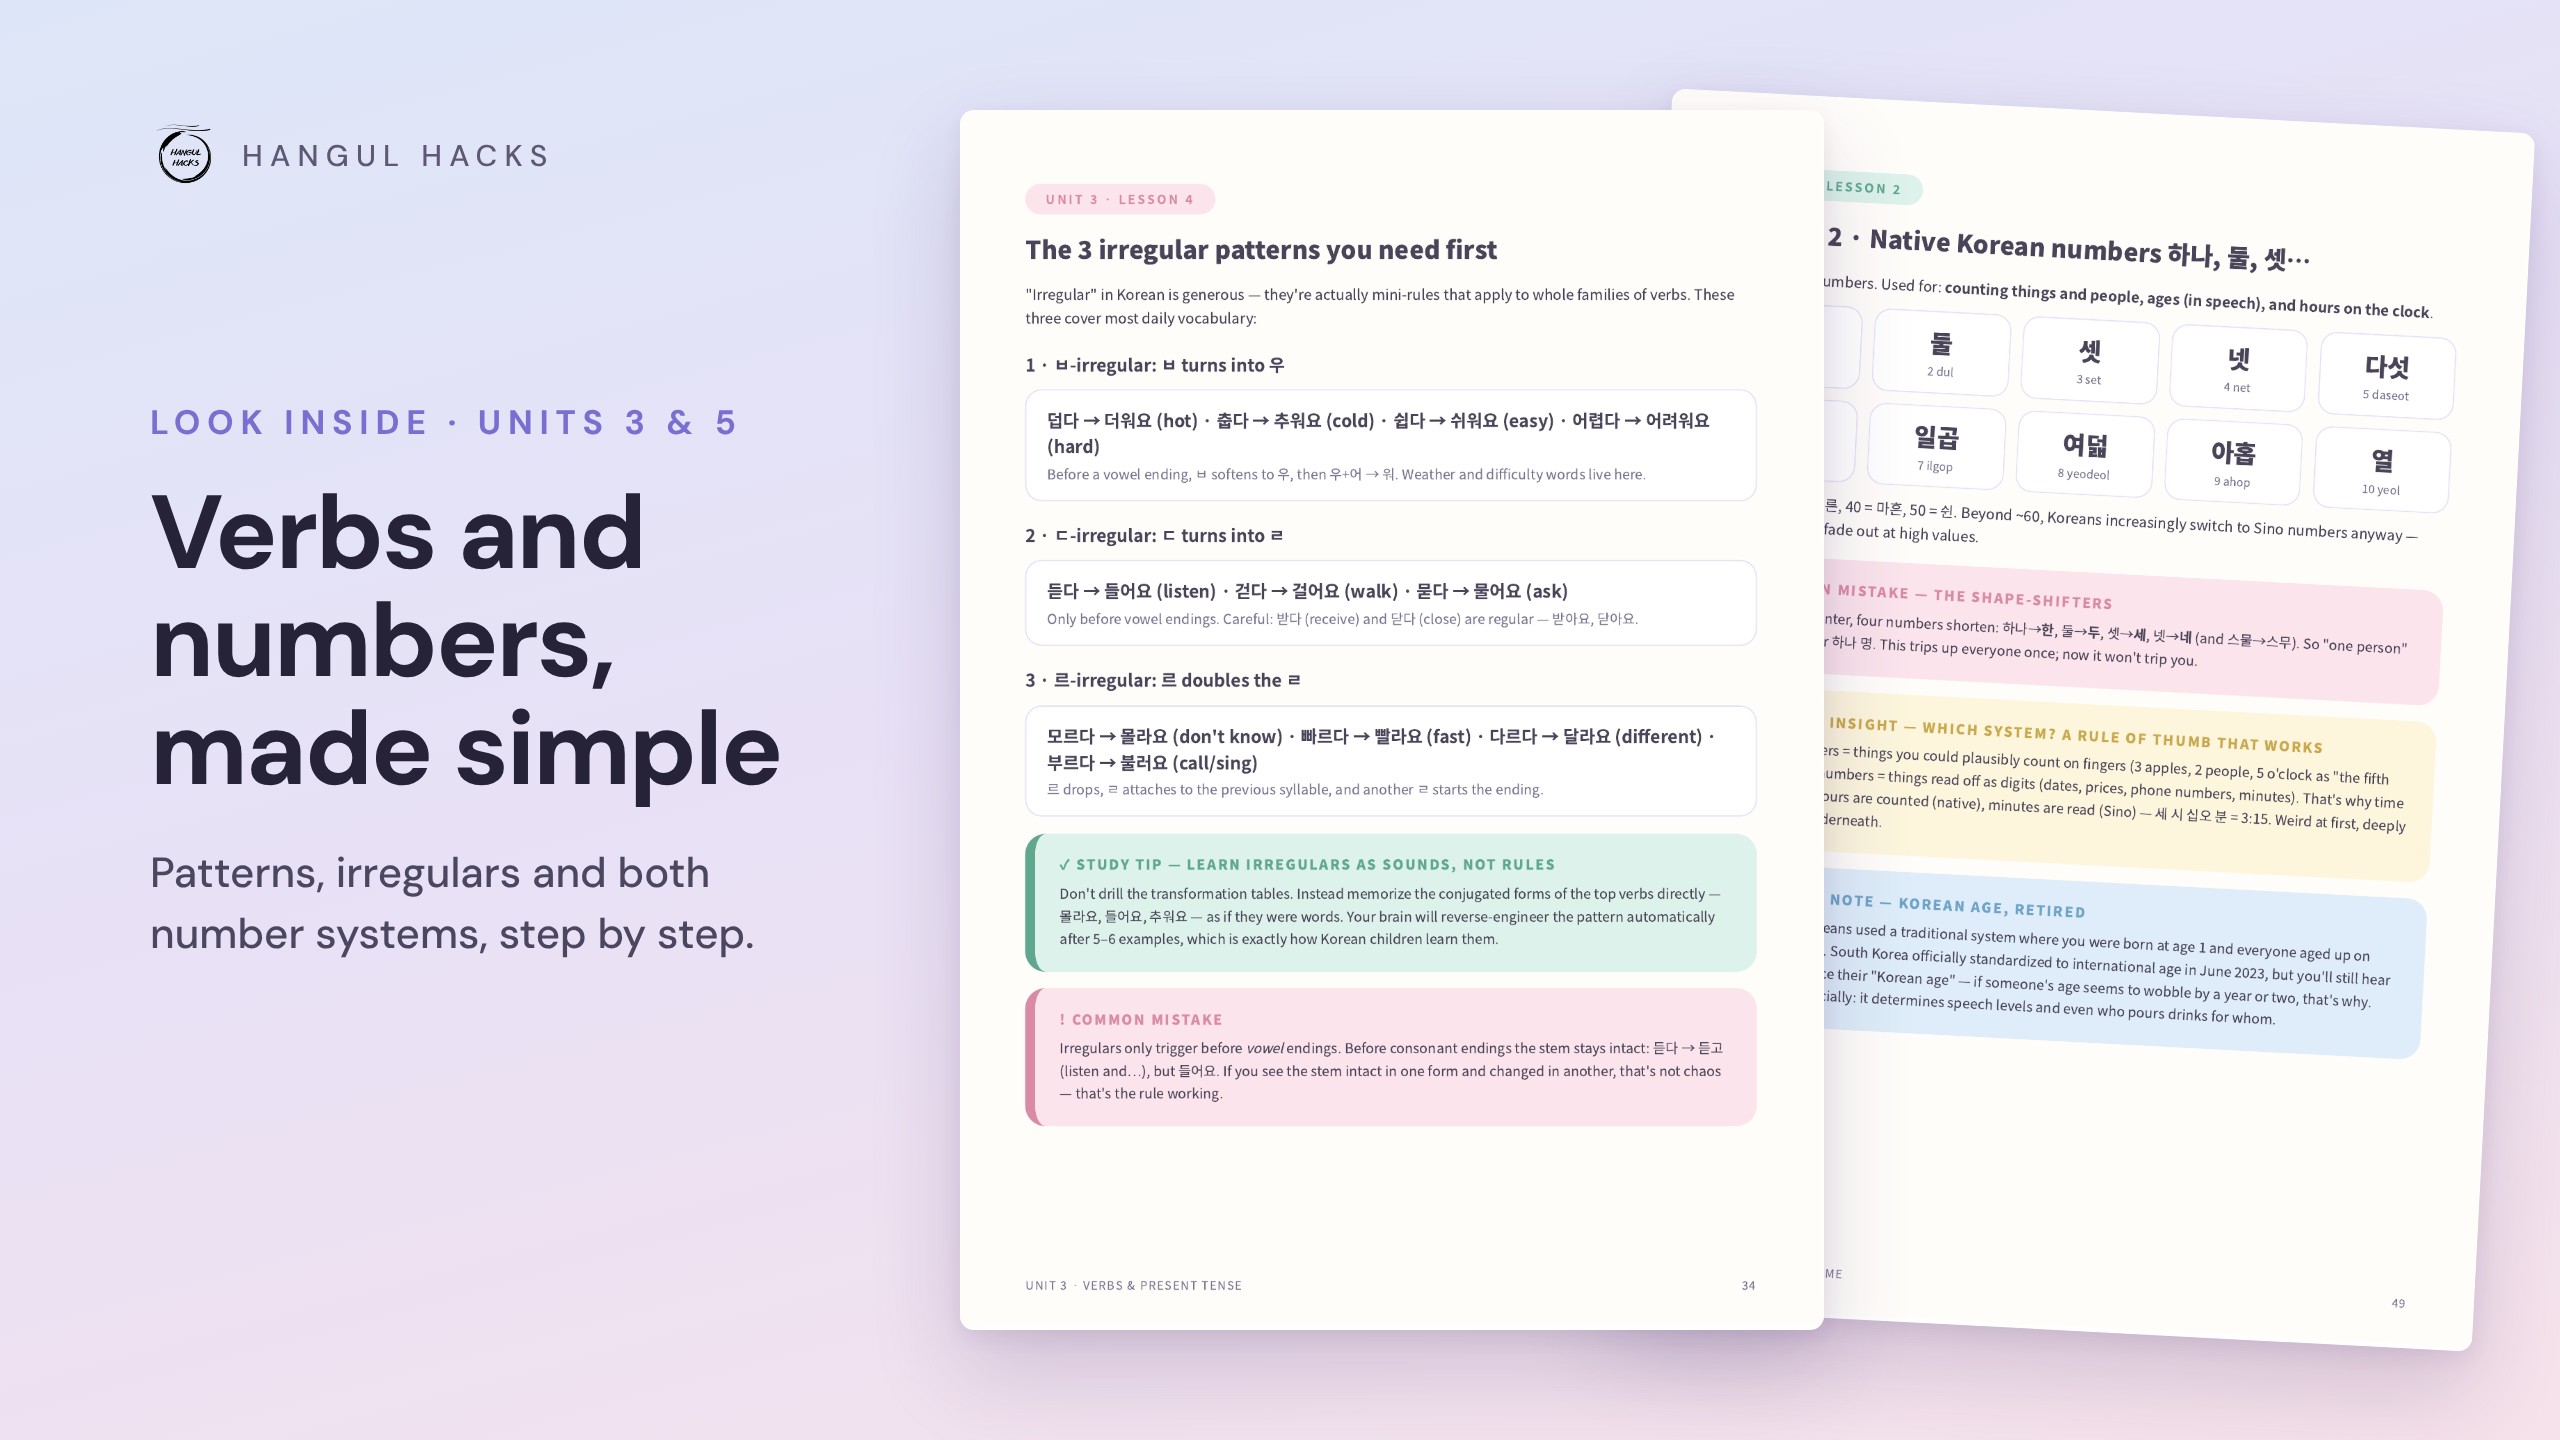 HANGUL HACKS
HANGUL HACKS
LOOK INSIDE · UNITS 3 & 5
Verbs and
numbers,
made simple
Patterns, irregulars and both
number systems, step by step.
UNIT 3 · LESSON 4
The 3 irregular patterns you need first
"Irregular" in Korean is generous — they're actually mini-rules that apply to whole families of verbs. These
three cover most daily vocabulary:
1 · ㅂ-irregular: ㅂ turns into 우
덥다 → 더워요 (hot) · 춥다 → 추워요 (cold) · 쉽다 → 쉬워요 (easy) · 어렵다 → 어려워요
(hard)
Before a vowel ending, ㅂ softens to 우, then 우+어 → 워. Weather and difficulty words live here.
2 · ㄷ-irregular: ㄷ turns into ㄹ
듣다 → 들어요 (listen) · 걷다 → 걸어요 (walk) · 묻다 → 물어요 (ask)
Only before vowel endings. Careful: 받다 (receive) and 닫다 (close) are regular — 받아요, 닫아요.
3 · 르-irregular: 르 doubles the ㄹ
모르다 → 몰라요 (don't know) · 빠르다 → 빨라요 (fast) · 다르다 → 달라요 (different) ·
부르다 → 불러요 (call/sing)
르 drops, ㄹ attaches to the previous syllable, and another ㄹ starts the ending.
✓ STUDY TIP — LEARN IRREGULARS AS SOUNDS, NOT RULES
Don't drill the transformation tables. Instead memorize the conjugated forms of the top verbs directly —
몰라요, 들어요, 추워요 — as if they were words. Your brain will reverse-engineer the pattern automatically
after 5–6 examples, which is exactly how Korean children learn them.
! COMMON MISTAKE
Irregulars only trigger before vowel endings. Before consonant endings the stem stays intact: 듣다 → 듣고
(listen and…), but 들어요. If you see the stem intact in one form and changed in another, that's not chaos
— that's the rule working.
UNIT 3 · VERBS & PRESENT TENSE
34
LESSON 2
2 · Native Korean numbers 하나, 둘, 셋…
umbers. Used for: counting things and people, ages (in speech), and hours on the clock.
둘
2 dul
셋
3 set
넷
4 net
다섯
5 daseot
일곱
7 ilgop
여덟
8 yeodeol
아홉
9 ahop
열
10 yeol
른, 40 = 마흔, 50 = 쉰. Beyond ~60, Koreans increasingly switch to Sino numbers anyway —
fade out at high values.
N MISTAKE — THE SHAPE-SHIFTERS
nter, four numbers shorten: 하나→한, 둘→두, 셋→세, 넷→네 (and 스물→스무). So "one person"
r 하나 명. This trips up everyone once; now it won't trip you.
INSIGHT — WHICH SYSTEM? A RULE OF THUMB THAT WORKS
ers = things you could plausibly count on fingers (3 apples, 2 people, 5 o'clock as "the fifth
numbers = things read off as digits (dates, prices, phone numbers, minutes). That's why time
ours are counted (native), minutes are read (Sino) — 세 시 십오 분 = 3:15. Weird at first, deeply
derneath.
NOTE — KOREAN AGE, RETIRED
eans used a traditional system where you were born at age 1 and everyone aged up on
. South Korea officially standardized to international age in June 2023, but you'll still hear
ce their "Korean age" — if someone's age seems to wobble by a year or two, that's why.
cially: it determines speech levels and even who pours drinks for whom.
ME
49